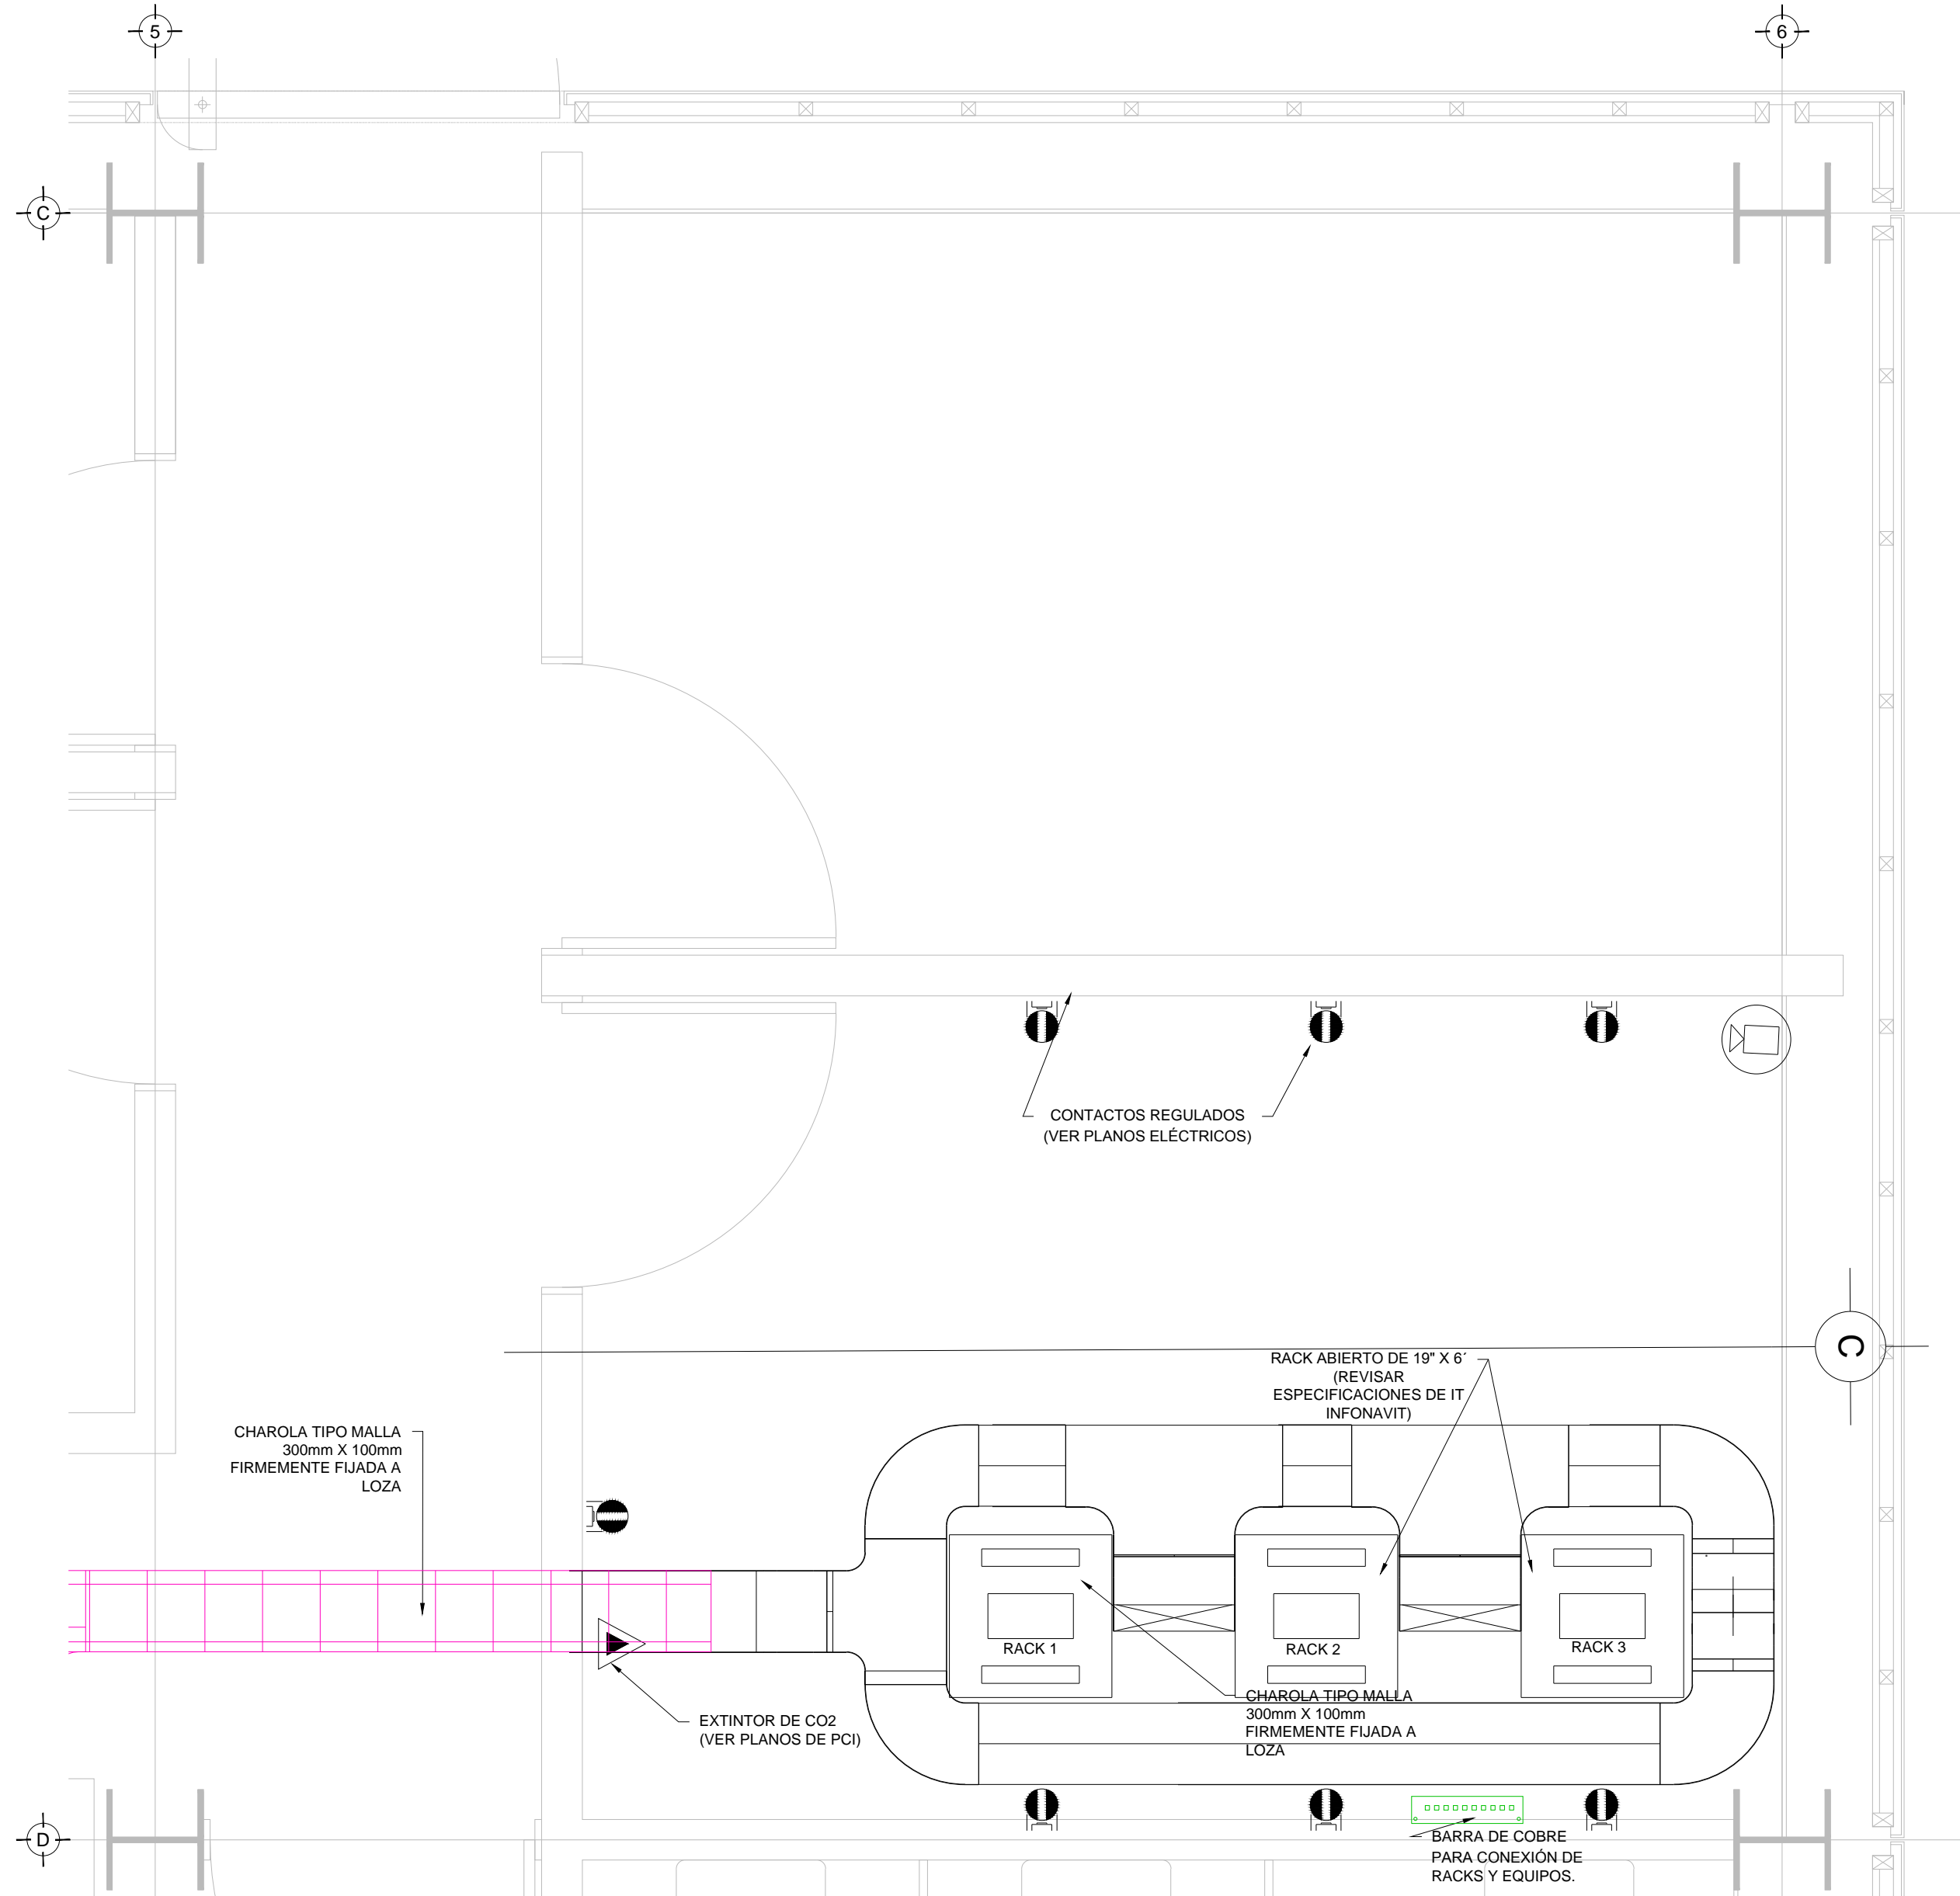 5
6
C
CONTACTOS REGULADOS
(VER PLANOS ELÉCTRICOS)
C
RACK ABIERTO DE 19" X 6´
(REVISAR
ESPECIFICACIONES DE IT
INFONAVIT)
CHAROLA TIPO MALLA
300mm X 100mm
FIRMEMENTE FIJADA A
LOZA
RACK 1
RACK 2
RACK 3
CHAROLA TIPO MALLA
300mm X 100mm
FIRMEMENTE FIJADA A
LOZA
EXTINTOR DE CO2
(VER PLANOS DE PCI)
D
BARRA DE COBRE
PARA CONEXIÓN DE
RACKS Y EQUIPOS.